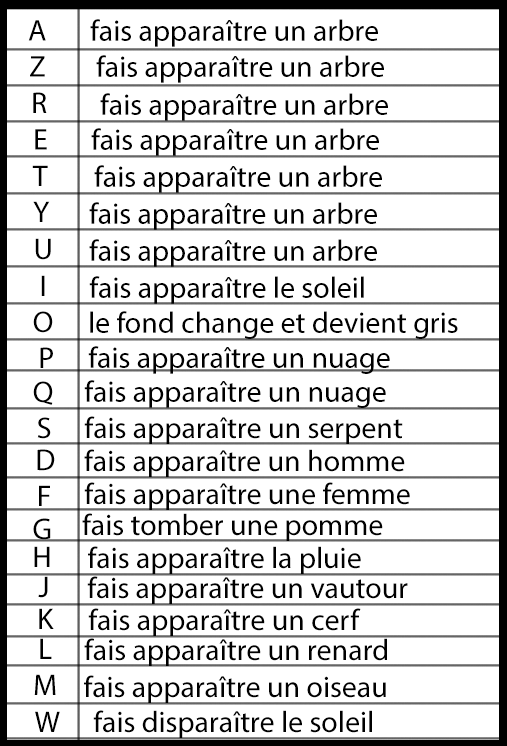 A fais apparaître un arbre
Z fais apparaître un arbre
R fais apparaître un arbre
E fais apparaître un arbre
T fais apparaître un arbre
Y fais apparaître un arbre
U fais apparaître un arbre
I fais apparaître le soleil
O le fond change et devient gris
P fais apparaître un nuage
Q fais apparaître un nuage
S fais apparaître un serpent
D fais apparaître un homme
F fais apparaître une femme
G fais tomber une pomme
H fais apparaître la pluie
J fais apparaître un vautour
K fais apparaître un cerf
L fais apparaître un renard
M fais apparaître un oiseau
W fais disparaître le soleil